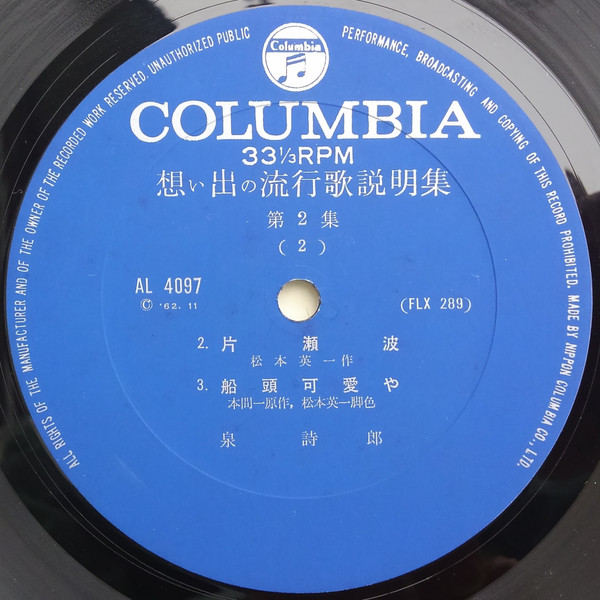 ALL RIGHTS OF THE MANUFACTURER AND OF THE OWNER OF THE RECORDED WORK RESERVED. UNAUTHORIZED PUBLIC PERFORMANCE, BROADCASTING AND COPYING OF THIS RECORD PROHIBITED. MADE BY NIPPON COLUMBIA CO., LTD.
Columbia
COLUMBIA
33⅓RPM
想い出の流行歌説明集
第2集
(2)
AL 4097
© '62. 11
(FLX 289)
2. 片瀬波
松本英一作
3. 船頭可愛や
本間一原作, 松本英一脚色
泉詩郎